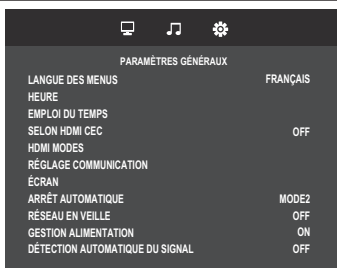 PARAMÈTRES GÉNÉRAUX
LANGUE DES MENUS FRANÇAIS
HEURE
EMPLOI DU TEMPS
SELON HDMI CEC OFF
HDMI MODES
RÉGLAGE COMMUNICATION
ÉCRAN
ARRÊT AUTOMATIQUE MODE2
RÉSEAU EN VEILLE OFF
GESTION ALIMENTATION ON
DÉTECTION AUTOMATIQUE DU SIGNAL OFF